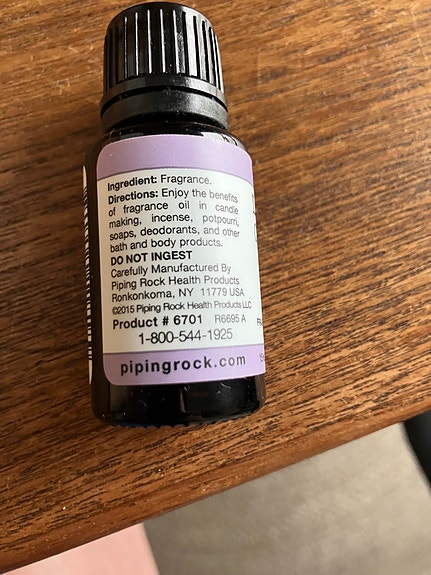 Ingredient: Fragrance.
Directions: Enjoy the benefits
of fragrance oil in candle
making, incense, potpourri,
soaps, deodorants, and other
bath and body products.
DO NOT INGEST
Carefully Manufactured By
Piping Rock Health Products
Ronkonkoma, NY 11779 USA
©2015 Piping Rock Health Products LLC
Product # 6701 R6695 A
1-800-544-1925
pipingrock.com